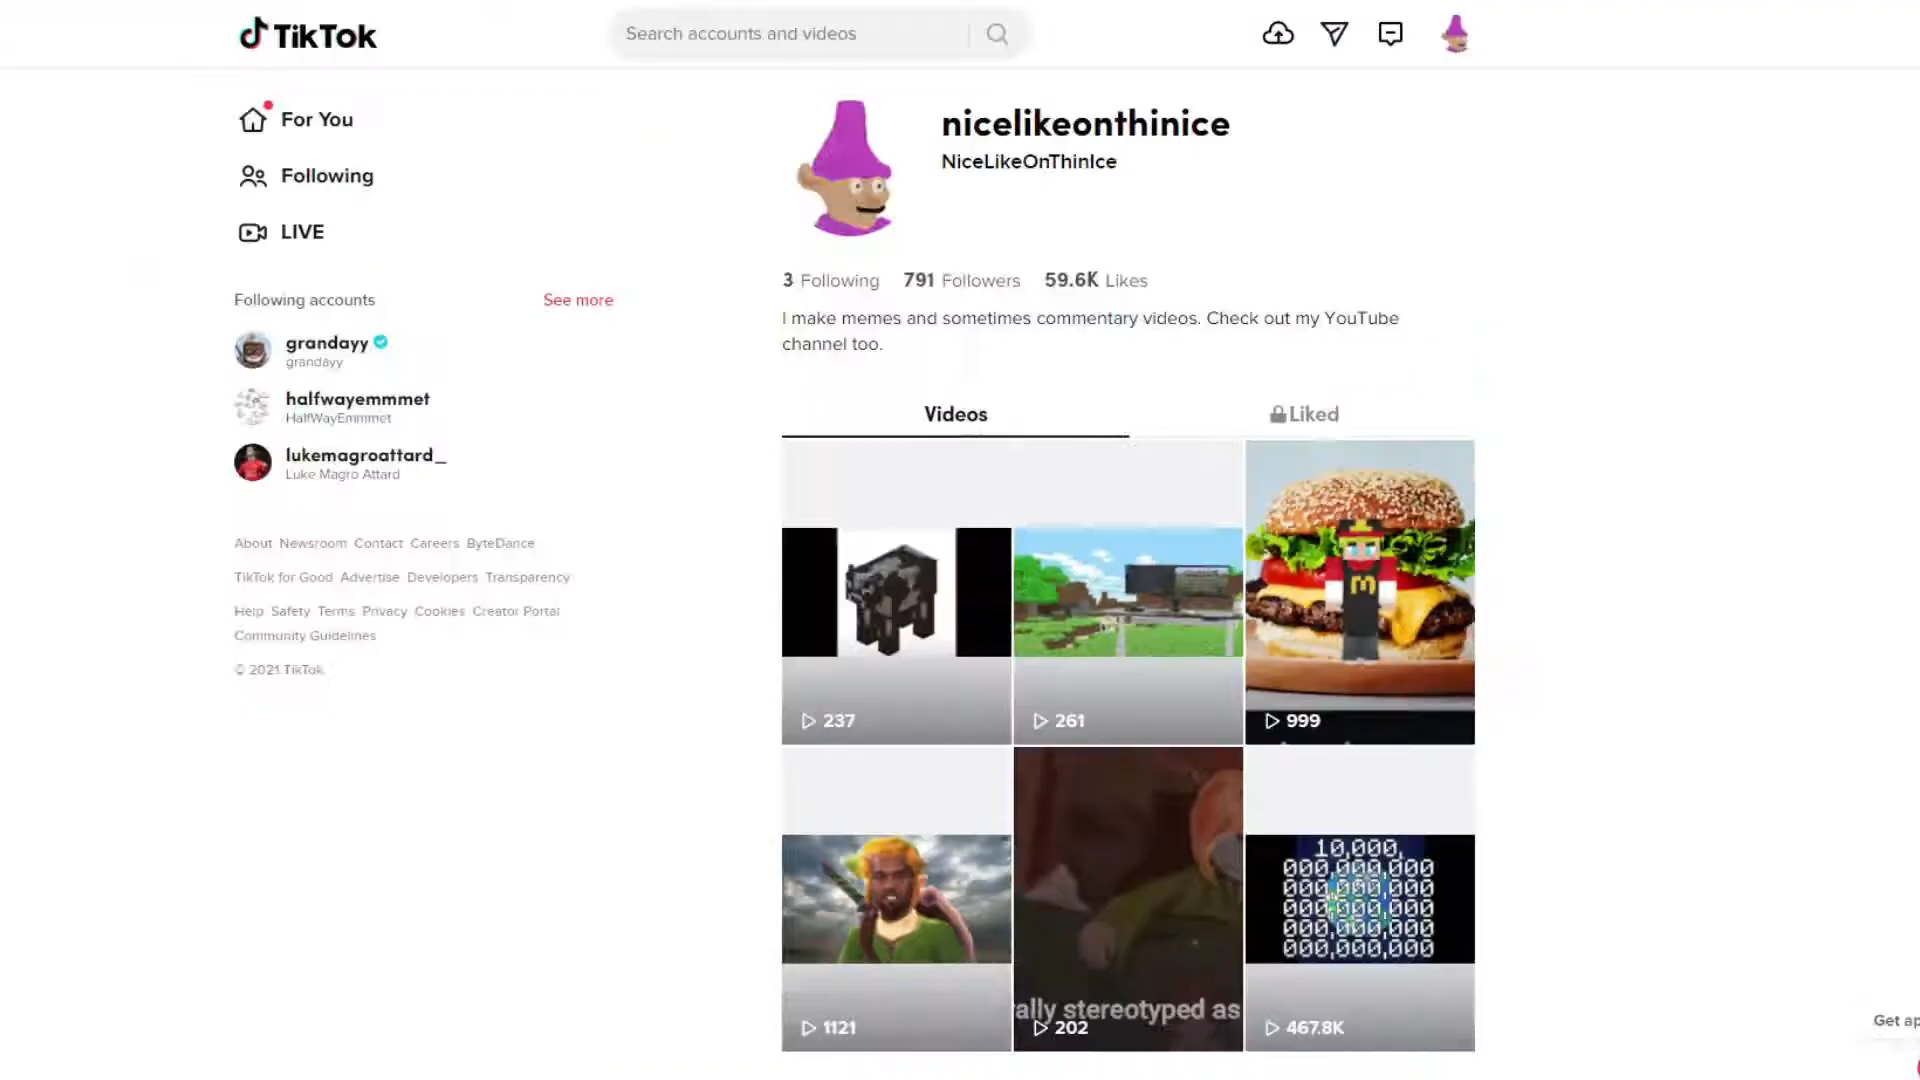 TikTok
Search accounts and videos
For You
Following
LIVE
Following accounts
See more
grandayy
grandayy
halfwayemmmet
HalfWayEmmmet
lukemagroattard_
Luke Magro Attard
About Newsroom Contact Careers ByteDance
TikTok for Good Advertise Developers Transparency
Help Safety Terms Privacy Cookies Creator Portal
Community Guidelines
© 2021 TikTok
nicelikeonthinice
NiceLikeOnThinIce
3 Following 791 Followers 59.6K Likes
I make memes and sometimes commentary videos. Check out my YouTube
channel too.
Videos
Liked
237
261
M
999
1121
ally stereotyped as
202
10,000,
000,000,000
000,000,000
000,000,000
000,000,000
000,000,000
467.8K
Get ap